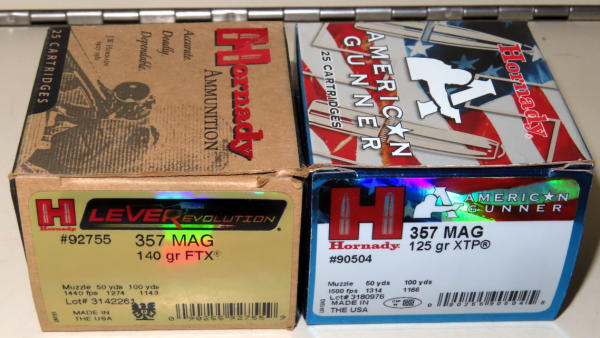 25 CARTRIDGES
Accurate.
Deadly.
Dependable.
Hornady
AMMUNITION
AMERICAN
GUNNER
25 CARTRIDGES
Hornady
H
Hornady
LEVERevolution
#92755
357 MAG
140 gr FTX®
Muzzle 50 yds 100 yds
1440 fps 1274 1143
Lot# 3142261
MADE IN
THE USA
H
Hornady®
AMERICAN
GUNNER
357 MAG
125 gr XTP®
#90504
Muzzle 50 yds 100 yds
1500 fps 1314 1166
Lot# 3180976
MADE IN
THE USA